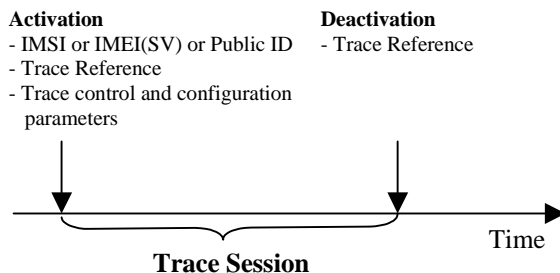 Activation
- IMSI or IMEI(SV) or Public ID
- Trace Reference
- Trace control and configuration
parameters
Deactivation
- Trace Reference
Time
Trace Session